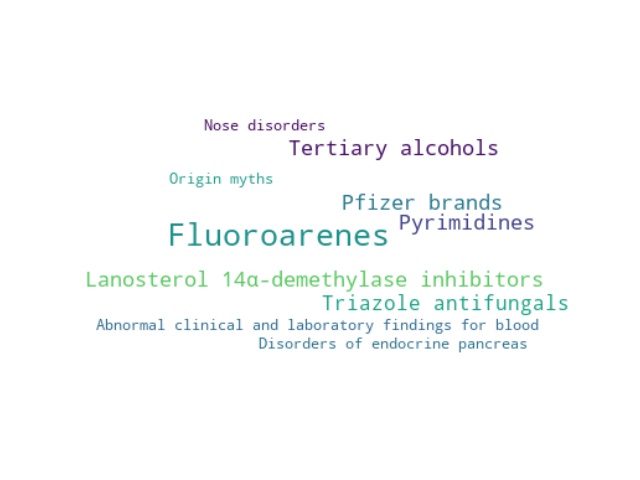 Nose disorders
Tertiary alcohols
Origin myths
Pfizer brands
Pyrimidines
Fluoroarenes
Lanosterol 14α-demethylase inhibitors
Triazole antifungals
Abnormal clinical and laboratory findings for blood
Disorders of endocrine pancreas